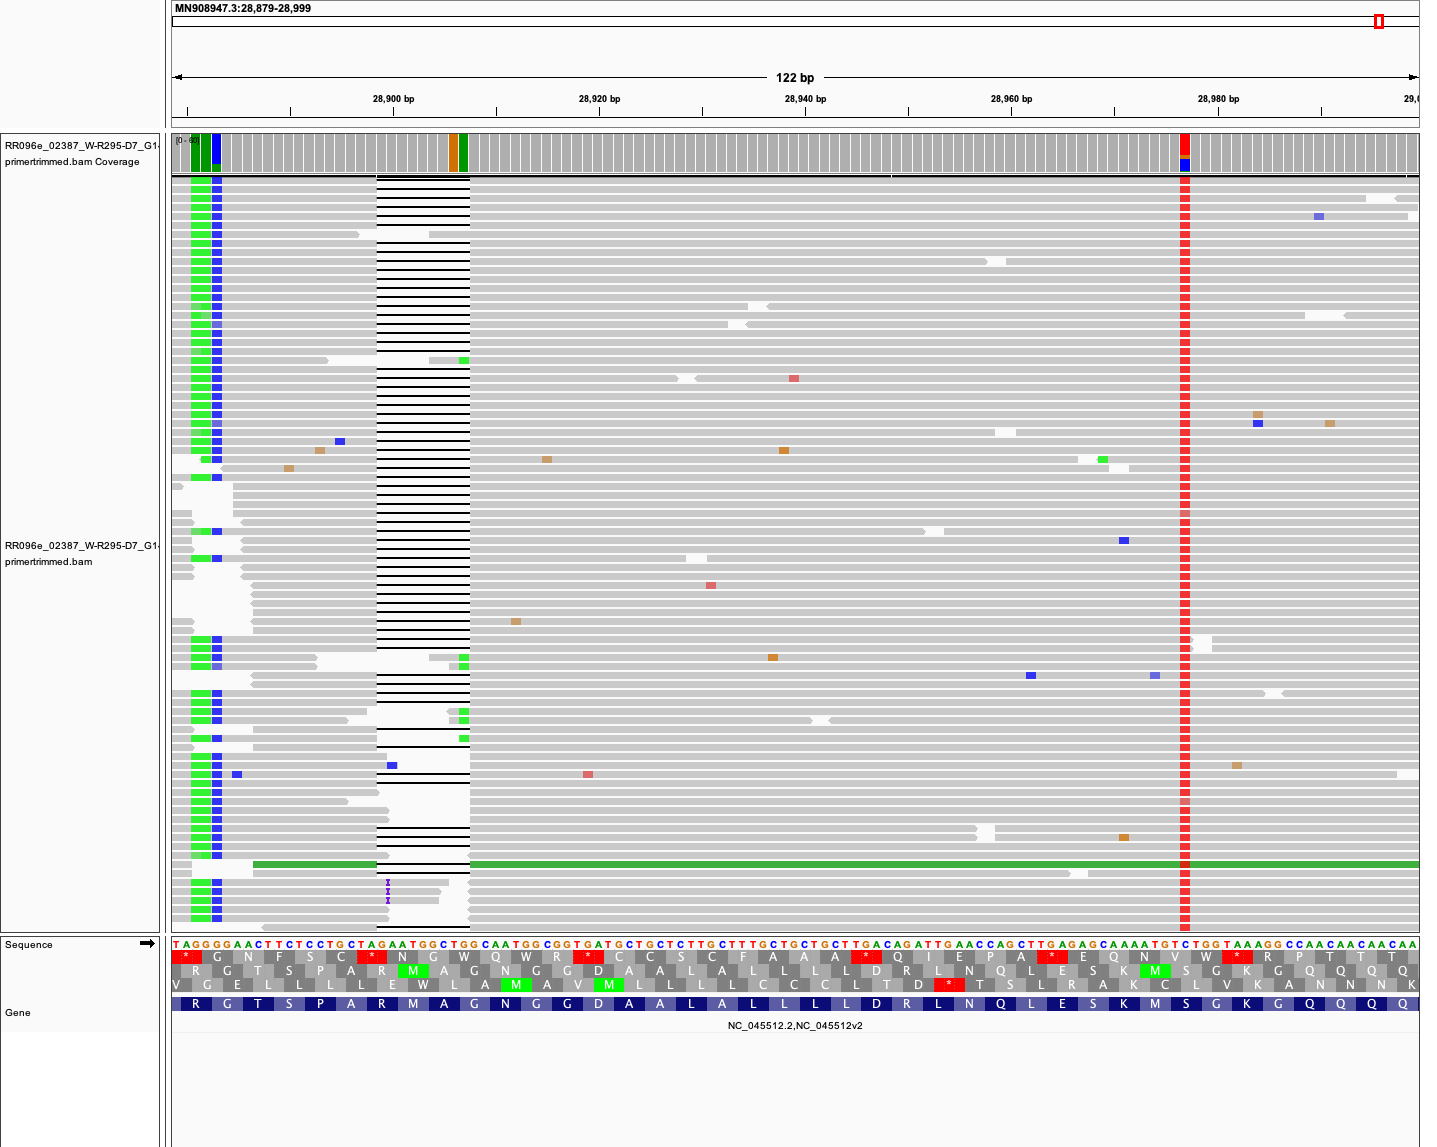 MN908947.3:28,879-28,999
122 bp
28,900 bp 28,920 bp 28,940 bp 28,960 bp 28,980 bp 29,0
RR096e_02387_W-R295-D7_G1
primertrimmed.bam Coverage
RR096e_02387_W-R295-D7_G1
primertrimmed.bam
Sequence
TAGGGGAACTTCTCCTGCTAGAATGGCTGGCAATGGCGGTGATGCTGCTCTTGCTTTGCTGCTGCTTGACAGATTGAACCAGCTTGAGAGCAAAATGTCTGGTAAAGGCCAACAACAACAA
* G N F S C * N G W Q W R * C C S C F A A A * Q I E P A * E Q N V W * R P T T T
R G T S P A R M A G N G G D A A L A L L L L D R L N Q L E S K M S G K G Q Q Q Q
V G E L L L L E W L A M A V M L L L L C C C L T D * T S L R A K C L V K A N N N K
Gene
R G T S P A R M A G N G G D A A L A L L L L D R L N Q L E S K M S G K G Q Q Q Q
NC_045512.2,NC_045512v2